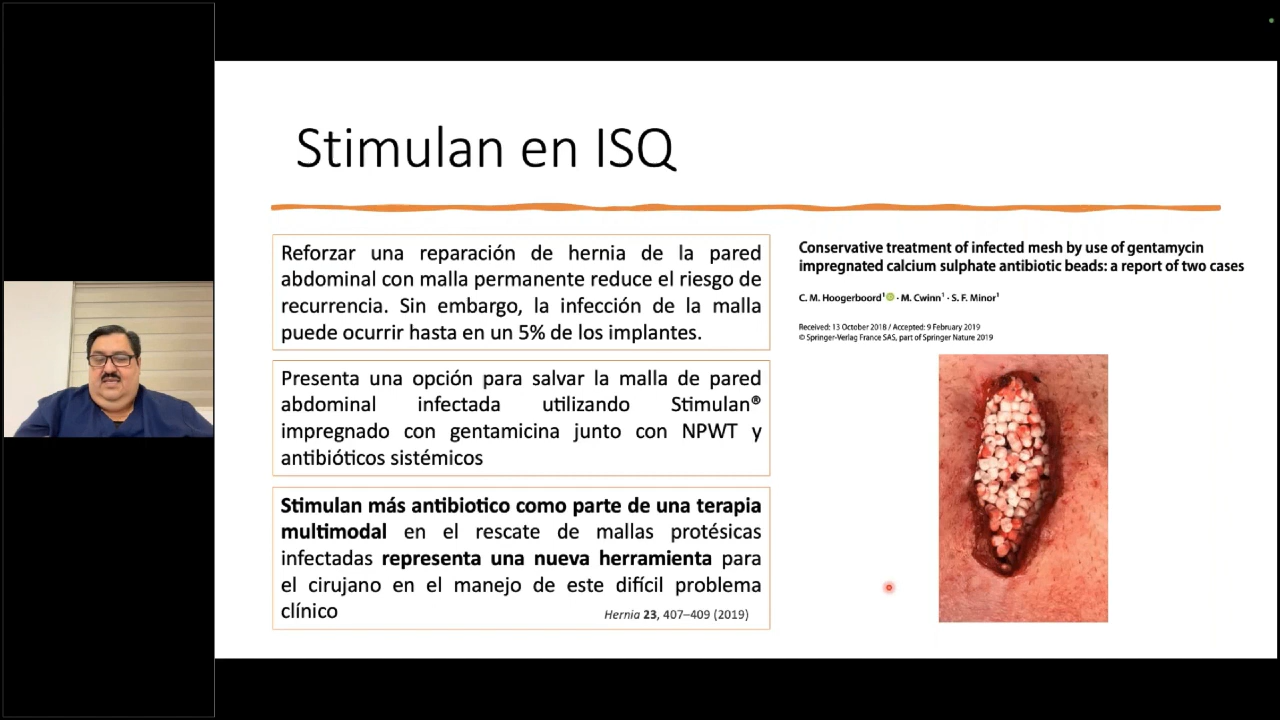 Stimulan en ISQ
Reforzar una reparación de hernia de la pared
abdominal con malla permanente reduce el riesgo de
recurrencia. Sin embargo, la infección de la malla
puede ocurrir hasta en un 5% de los implantes.
Presenta una opción para salvar la malla de pared
abdominal infectada utilizando Stimulan®
impregnado con gentamicina junto con NPWT y
antibióticos sistémicos
Stimulan más antibiotico como parte de una terapia
multimodal en el rescate de mallas protésicas
infectadas representa una nueva herramienta para
el cirujano en el manejo de este difícil problema
clínico
Hernia 23, 407–409 (2019)
Conservative treatment of infected mesh by use of gentamycin
impregnated calcium sulphate antibiotic beads: a report of two cases
C. M. Hoogerboord¹ · M. Cwinn¹ · S. F. Minor¹
Received: 13 October 2018 / Accepted: 9 February 2019
© Springer-Verlag France SAS, part of Springer Nature 2019